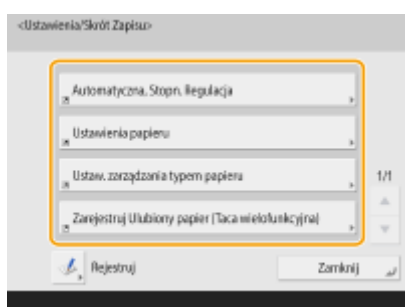 <Ustawienia/Skrót Zapisu>
Automatyczna, Stopn. Regulacja
Ustawienia papieru
Ustaw. zarządzania typem papieru
1/1
Zarejestruj Ulubiony papier (Taca wielofunkcyjna)
Rejestruj
Zamknij